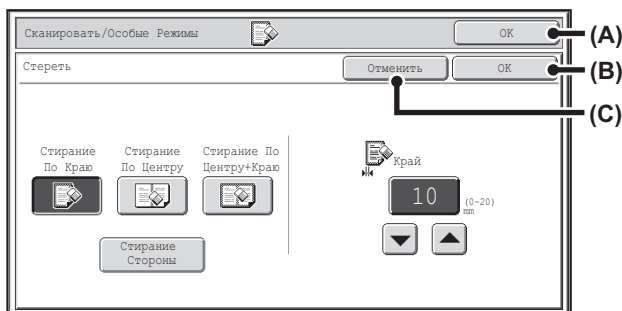 Сканировать/Особые Режимы
OK
(A)
Стереть
Отменить
OK
(B)
(C)
Стирание
По Краю
Стирание
По Центру
Стирание По
Центру+Краю
Край
10
(0~20)
mm
Стирание
Стороны